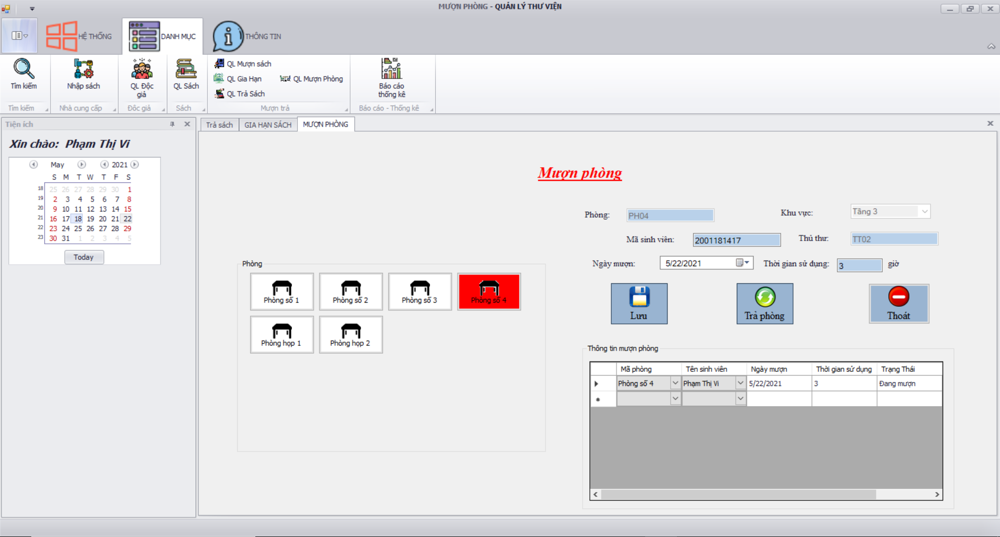 MƯỢN PHÒNG - QUẢN LÝ THƯ VIỆN
HỆ THỐNG
DANH MỤC
THÔNG TIN
Tìm kiếm
Nhập sách
QL Độc
giả
QL Sách
QL Mượn sách
QL Gia Hạn
QL Mượn Phòng
QL Trả Sách
Báo cáo
thống kê
Tìm kiếm
Nhà cung cấp
Độc giả
Sách
Mượn trả
Báo cáo - Thống kê
Tiện ích
Trả sách
GIA HẠN SÁCH
MƯỢN PHÒNG
Xin chào: Phạm Thị Vi
May 2021
S M T W T F S
18 25 26 27 28 29 30 1
19 2 3 4 5 6 7 8
20 9 10 11 12 13 14 15
21 16 17 18 19 20 21 22
22 23 24 25 26 27 28 29
23 30 31 1 2 3 4 5
Today
Mượn phòng
Phòng: PH04 Khu vực: Tầng 3
Mã sinh viên: 2001181417 Thủ thư: TT02
Ngày mượn: 5/22/2021 Thời gian sử dụng: 3 giờ
Phòng
Phòng số 1
Phòng số 2
Phòng số 3
Phòng số 4
Phòng họp 1
Phòng họp 2
Lưu
Trả phòng
Thoát
Thông tin mượn phòng
Mã phòng Tên sinh viên Ngày mượn Thời gian sử dụng Trạng Thái
Phòng số 4 Phạm Thị Vi 5/22/2021 3 Đang mượn